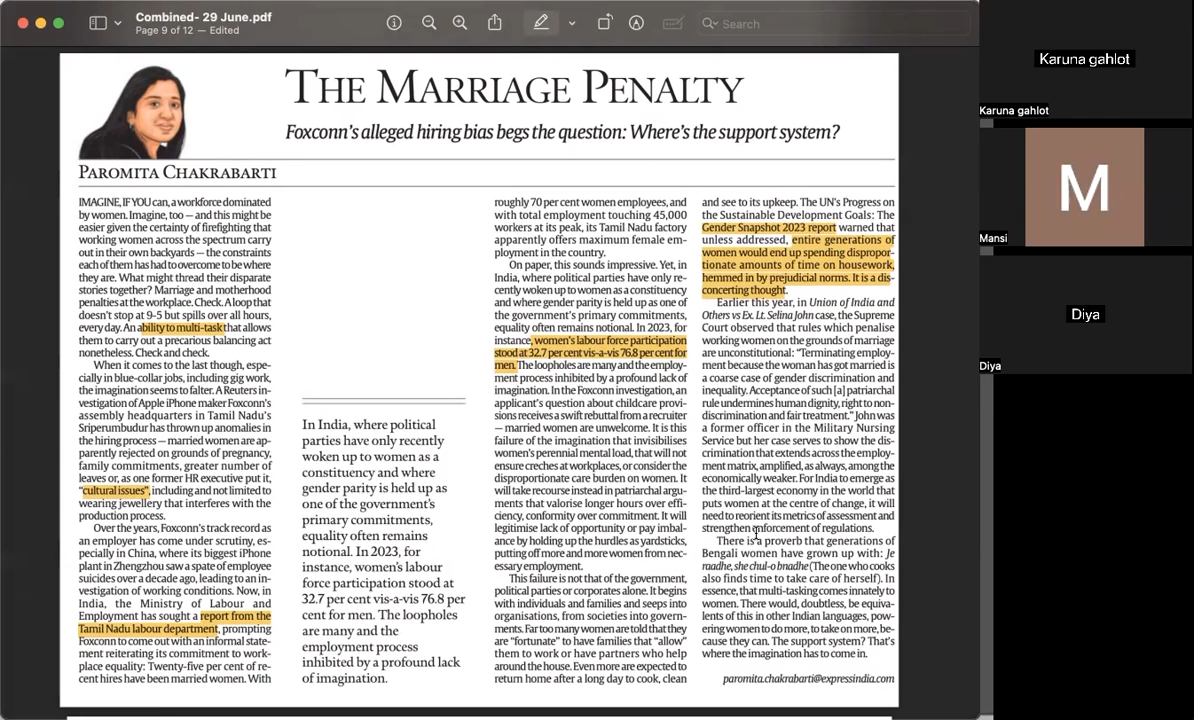 Combined- 29 June.pdf
Page 9 of 12 — Edited
Search
THE MARRIAGE PENALTY
Foxconn's alleged hiring bias begs the question: Where's the support system?
PAROMITA CHAKRABARTI
IMAGINE, IF YOU can, a workforce dominated
by women. Imagine, too — and this might be
easier given the certainty of firefighting that
working women across the spectrum carry
out in their own backyards — the constraints
each of them has had to overcome to be where
they are. What might thread their disparate
stories together? Marriage and motherhood
penalties at the workplace. Check. A loop that
doesn't stop at 9-5 but spills over all hours,
every day. An ability to multi-task that allows
them to carry out a precarious balancing act
nonetheless. Check and check.
When it comes to the last though, espe-
cially in blue-collar jobs, including gig work,
the imagination seems to falter. A Reuters in-
vestigation of Apple iPhone maker Foxconn's
assembly headquarters in Tamil Nadu's
Sriperumbudur has thrown up anomalies in
the hiring process — married women are ap-
parently rejected on grounds of pregnancy,
family commitments, greater number of
leaves or, as one former HR executive put it,
"cultural issues", including and not limited to
wearing jewellery that interferes with the
production process.
Over the years, Foxconn's track record as
an employer has come under scrutiny, es-
pecially in China, where its biggest iPhone
plant in Zhengzhou saw a spate of employee
suicides over a decade ago, leading to an in-
vestigation of working conditions. Now, in
India, the Ministry of Labour and
Employment has sought a report from the
Tamil Nadu labour department, prompting
Foxconn to come out with an informal state-
ment reiterating its commitment to work-
place equality: Twenty-five per cent of re-
cent hires have been married women. With
In India, where political
parties have only recently
woken up to women as a
constituency and where
gender parity is held up as
one of the government's
primary commitments,
equality often remains
notional. In 2023, for
instance, women's labour
force participation stood at
32.7 per cent vis-a-vis 76.8 per
cent for men. The loopholes
are many and the
employment process
inhibited by a profound lack
of imagination.
roughly 70 per cent women employees, and
with total employment touching 45,000
workers at its peak, its Tamil Nadu factory
apparently offers maximum female em-
ployment in the country.
On paper, this sounds impressive. Yet, in
India, where political parties have only re-
cently woken up to women as a constituency
and where gender parity is held up as one of
the government's primary commitments,
equality often remains notional. In 2023, for
instance, women's labour force participation
stood at 32.7 per cent vis-a-vis 76.8 per cent for
men. The loopholes are many and the employ-
ment process inhibited by a profound lack of
imagination. In the Foxconn investigation, an
applicant's question about childcare provi-
sions receives a swift rebuttal from a recruiter
— married women are unwelcome. It is this
failure of the imagination that invisibilises
women's perennial mental load, that will not
ensure creches at workplaces, or consider the
disproportionate care burden on women. It
will take recourse instead in patriarchal argu-
ments that valorise longer hours over effi-
ciency, conformity over commitment. It will
legitimise lack of opportunity or pay imbal-
ance by holding up the hurdles as yardsticks,
putting off more and more women from nec-
essary employment.
This failure is not that of the government,
political parties or corporates alone. It begins
with individuals and families and seeps into
organisations, from societies into govern-
ments. Far too many women are told that they
are "fortunate" to have families that "allow"
them to work or have partners who help
around the house. Even more are expected to
return home after a long day to cook, clean
and see to its upkeep. The UN's Progress on
the Sustainable Development Goals: The
Gender Snapshot 2023 report warned that
unless addressed, entire generations of
women would end up spending dispropor-
tionate amounts of time on housework,
hemmed in by prejudicial norms. It is a dis-
concerting thought.
Earlier this year, in Union of India and
Others vs Ex. Lt. Selina John case, the Supreme
Court observed that rules which penalise
working women on the grounds of marriage
are unconstitutional: "Terminating employ-
ment because the woman has got married is
a coarse case of gender discrimination and
inequality. Acceptance of such [a] patriarchal
rule undermines human dignity, right to non-
discrimination and fair treatment." John was
a former officer in the Military Nursing
Service but her case serves to show the dis-
crimination that extends across the employ-
ment matrix, amplified, as always, among the
economically weaker. For India to emerge as
the third-largest economy in the world that
puts women at the centre of change, it will
need to reorient its metrics of assessment and
strengthen enforcement of regulations.
There is a proverb that generations of
Bengali women have grown up with: Je
raadhe, she chul-o bnadhe (The one who cooks
also finds time to take care of herself). In
essence, that multi-tasking comes innately to
women. There would, doubtless, be equiva-
lents of this in other Indian languages, pow-
ering women to do more, to take on more, be-
cause they can. The support system? That's
where the imagination has to come in.
paromita.chakrabarti@expressindia.com
Karuna gahlot
Karuna gahlot
M
Mansi
Diya
Diya